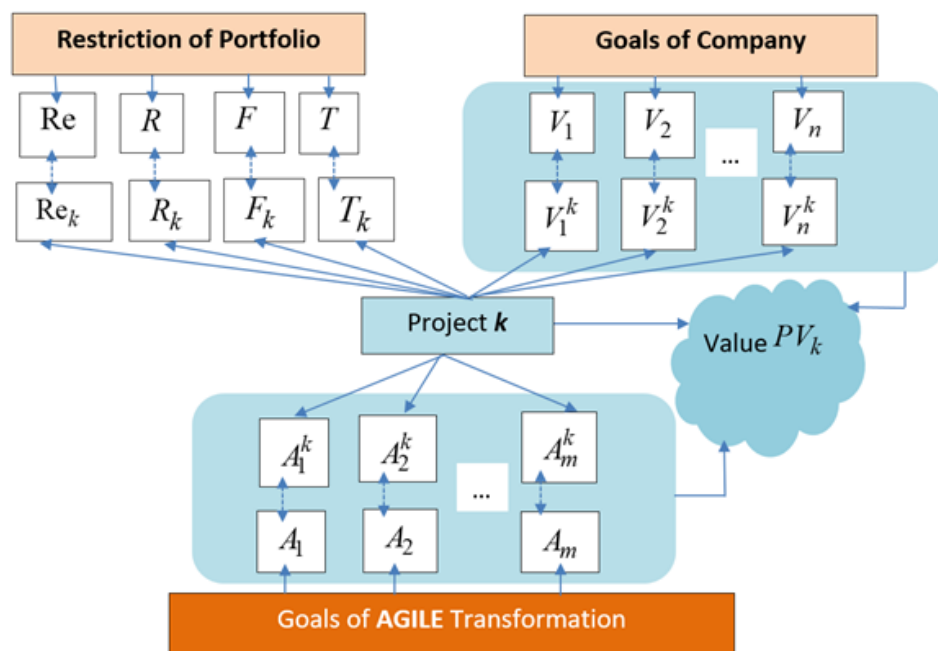 Restriction of Portfolio
Goals of Company
Re R F T
V₁ V₂ ... Vₙ
Reₖ Rₖ Fₖ Tₖ
V₁ᵏ V₂ᵏ Vₙᵏ
Project k
Value PVₖ
A₁ᵏ A₂ᵏ ... Aₘᵏ
A₁ A₂ Aₘ
Goals of AGILE Transformation